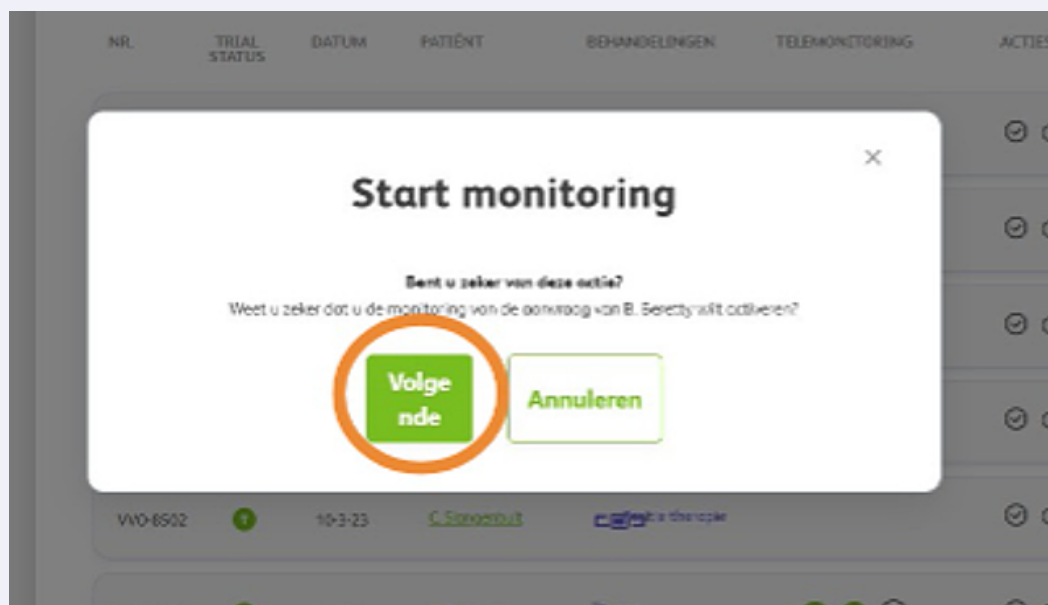 NR. TRIAL STATUS DATUM PATIËNT BEHANDELINGEN TELEMONITORING ACTIES
Start monitoring
Bent u zeker van deze actie?
Weet u zeker dat u de monitoring van de aanvraag van B. Beretty wilt activeren?
Volge
nde
Annuleren
VVO-8502 10-3-23 therapie